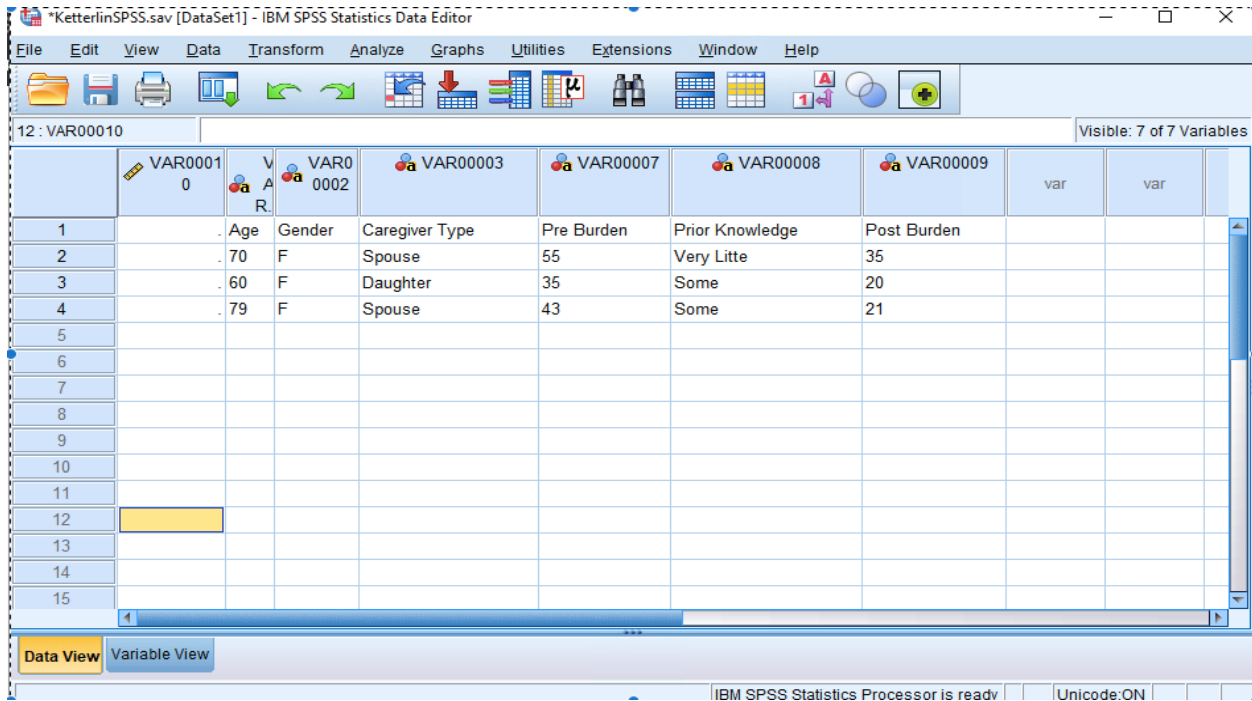 *KetterlinSPSS.sav [DataSet1] - IBM SPSS Statistics Data Editor
File Edit View Data Transform Analyze Graphs Utilities Extensions Window Help
A
1
μ
12 : VAR00010
Visible: 7 of 7 Variables
VAR00010 VAR. VAR00002 VAR00003 VAR00007 VAR00008 VAR00009 var var
1 . Age Gender Caregiver Type Pre Burden Prior Knowledge Post Burden
2 . 70 F Spouse 55 Very Litte 35
3 . 60 F Daughter 35 Some 20
4 . 79 F Spouse 43 Some 21
5
6
7
8
9
10
11
12
13
14
15
Data View Variable View
IBM SPSS Statistics Processor is ready Unicode:ON